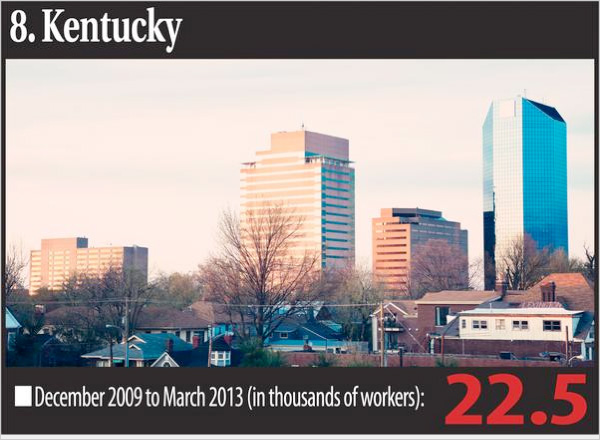 8. Kentucky
December 2009 to March 2013 (in thousands of workers): 22.5